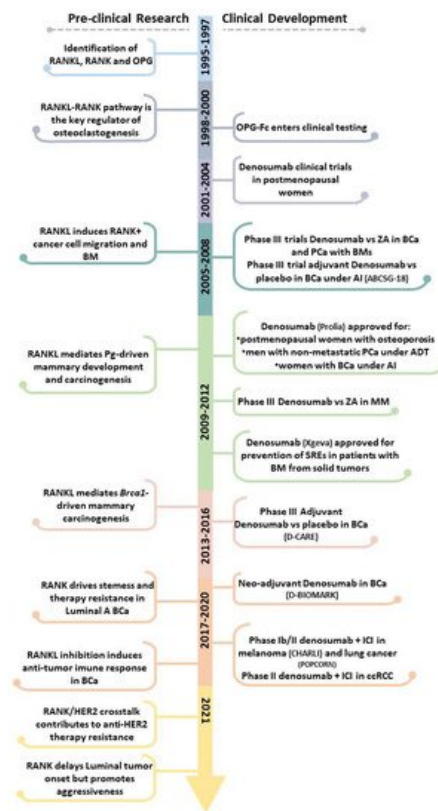 Pre-clinical Research
Clinical Development
1995-1997
Identification of
RANKL, RANK and OPG
1998-2000
RANKL-RANK pathway is
the key regulator of
osteoclastogenesis
OPG-Fc enters clinical testing
2001-2004
Denosumab clinical trials
in postmenopausal
women
2005-2008
RANKL induces RANK+
cancer cell migration and
BM
Phase III trials Denosumab vs ZA in BCa
and PCa with BMs
Phase III trial adjuvant Denosumab vs
placebo in BCa under AI (ABCSG-18)
2009-2012
RANKL mediates Pg-driven
mammary development and
carcinogenesis
Denosumab (Prolia) approved for:
*postmenopausal women with osteoporosis
*men with non-metastatic PCa under ADT
*women with BCa under AI
Phase III Denosumab vs ZA in MM
Denosumab (Xgeva) approved for
prevention of SREs in patients with
BM from solid tumors
2013-2016
RANKL mediates Brca1-
driven mammary
carcinogenesis
Phase III Adjuvant
Denosumab vs placebo in BCa
(D-CARE)
2017-2020
RANK drives stemness and
therapy resistance in
Luminal A BCa
Neo-adjuvant Denosumab in BCa
(D-BIOMARK)
RANKL inhibition induces
anti-tumor imune response
in BCa
Phase Ib/II denosumab + ICI in
melanoma (CHARLI) and lung cancer
(POPCORN)
Phase II denosumab + ICI in ccRCC
2021
RANK/HER2 crosstalk
contributes to anti-HER2
therapy resistance
RANK delays Luminal tumor
onset but promotes
aggressiveness